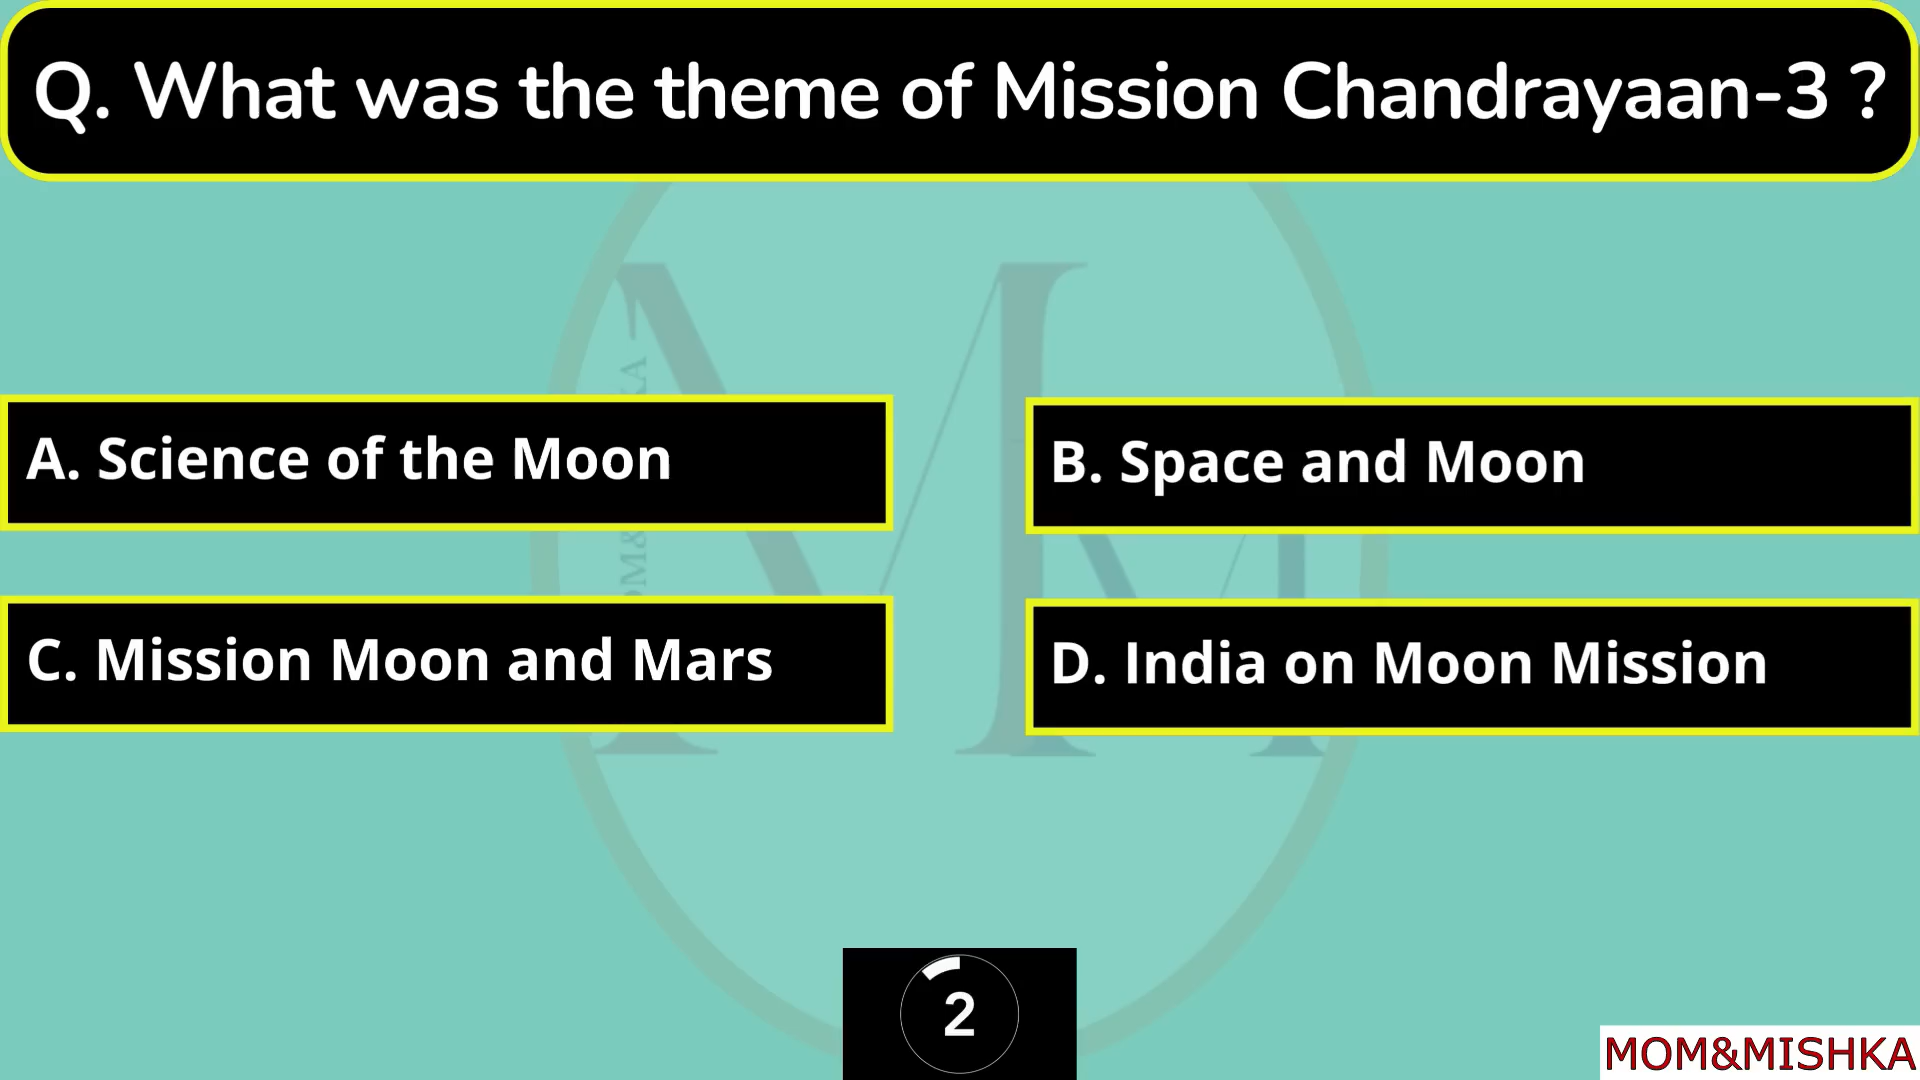 Q. What was the theme of Mission Chandrayaan-3 ?
A. Science of the Moon
B. Space and Moon
C. Mission Moon and Mars
D. India on Moon Mission
2
MOM&MISHKA